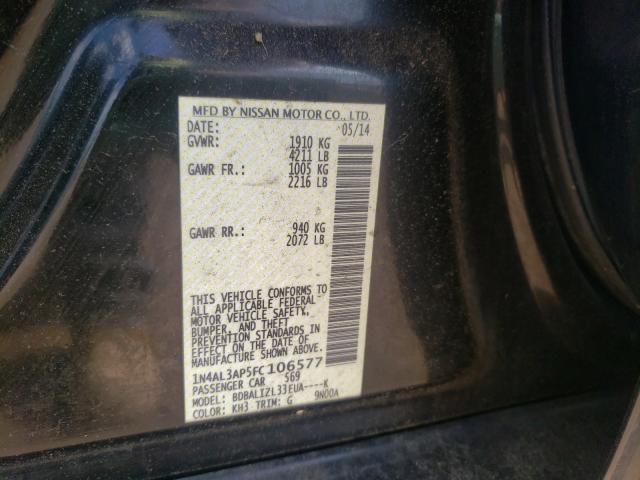 MFD BY NISSAN MOTOR CO., LTD.
DATE: 05/14
GVWR: 1910 KG
4211 LB
GAWR FR.: 1005 KG
2216 LB
GAWR RR.: 940 KG
2072 LB
THIS VEHICLE CONFORMS TO
ALL APPLICABLE FEDERAL
MOTOR VEHICLE SAFETY,
BUMPER, AND THEFT
PREVENTION STANDARDS IN
EFFECT ON THE DATE OF
MANUFACTURE SHOWN ABOVE.
1N4AL3AP5FC106577
PASSENGER CAR 569
MODEL: BDBALIZL33EUA----K
COLOR: KH3 TRIM: G 9N00A